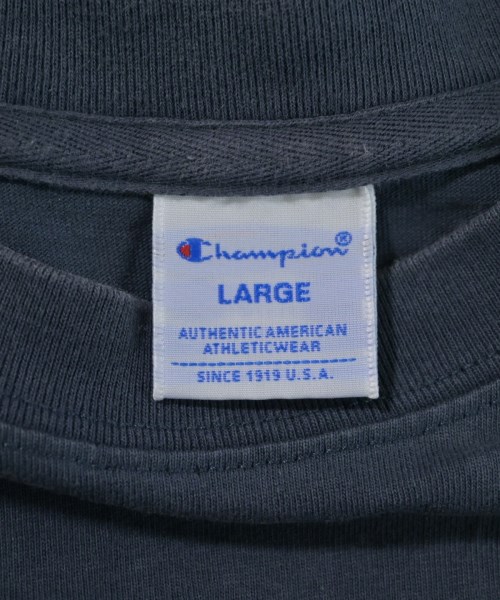 Champion®
LARGE
AUTHENTIC AMERICAN
ATHLETICWEAR
SINCE 1919 U.S.A.